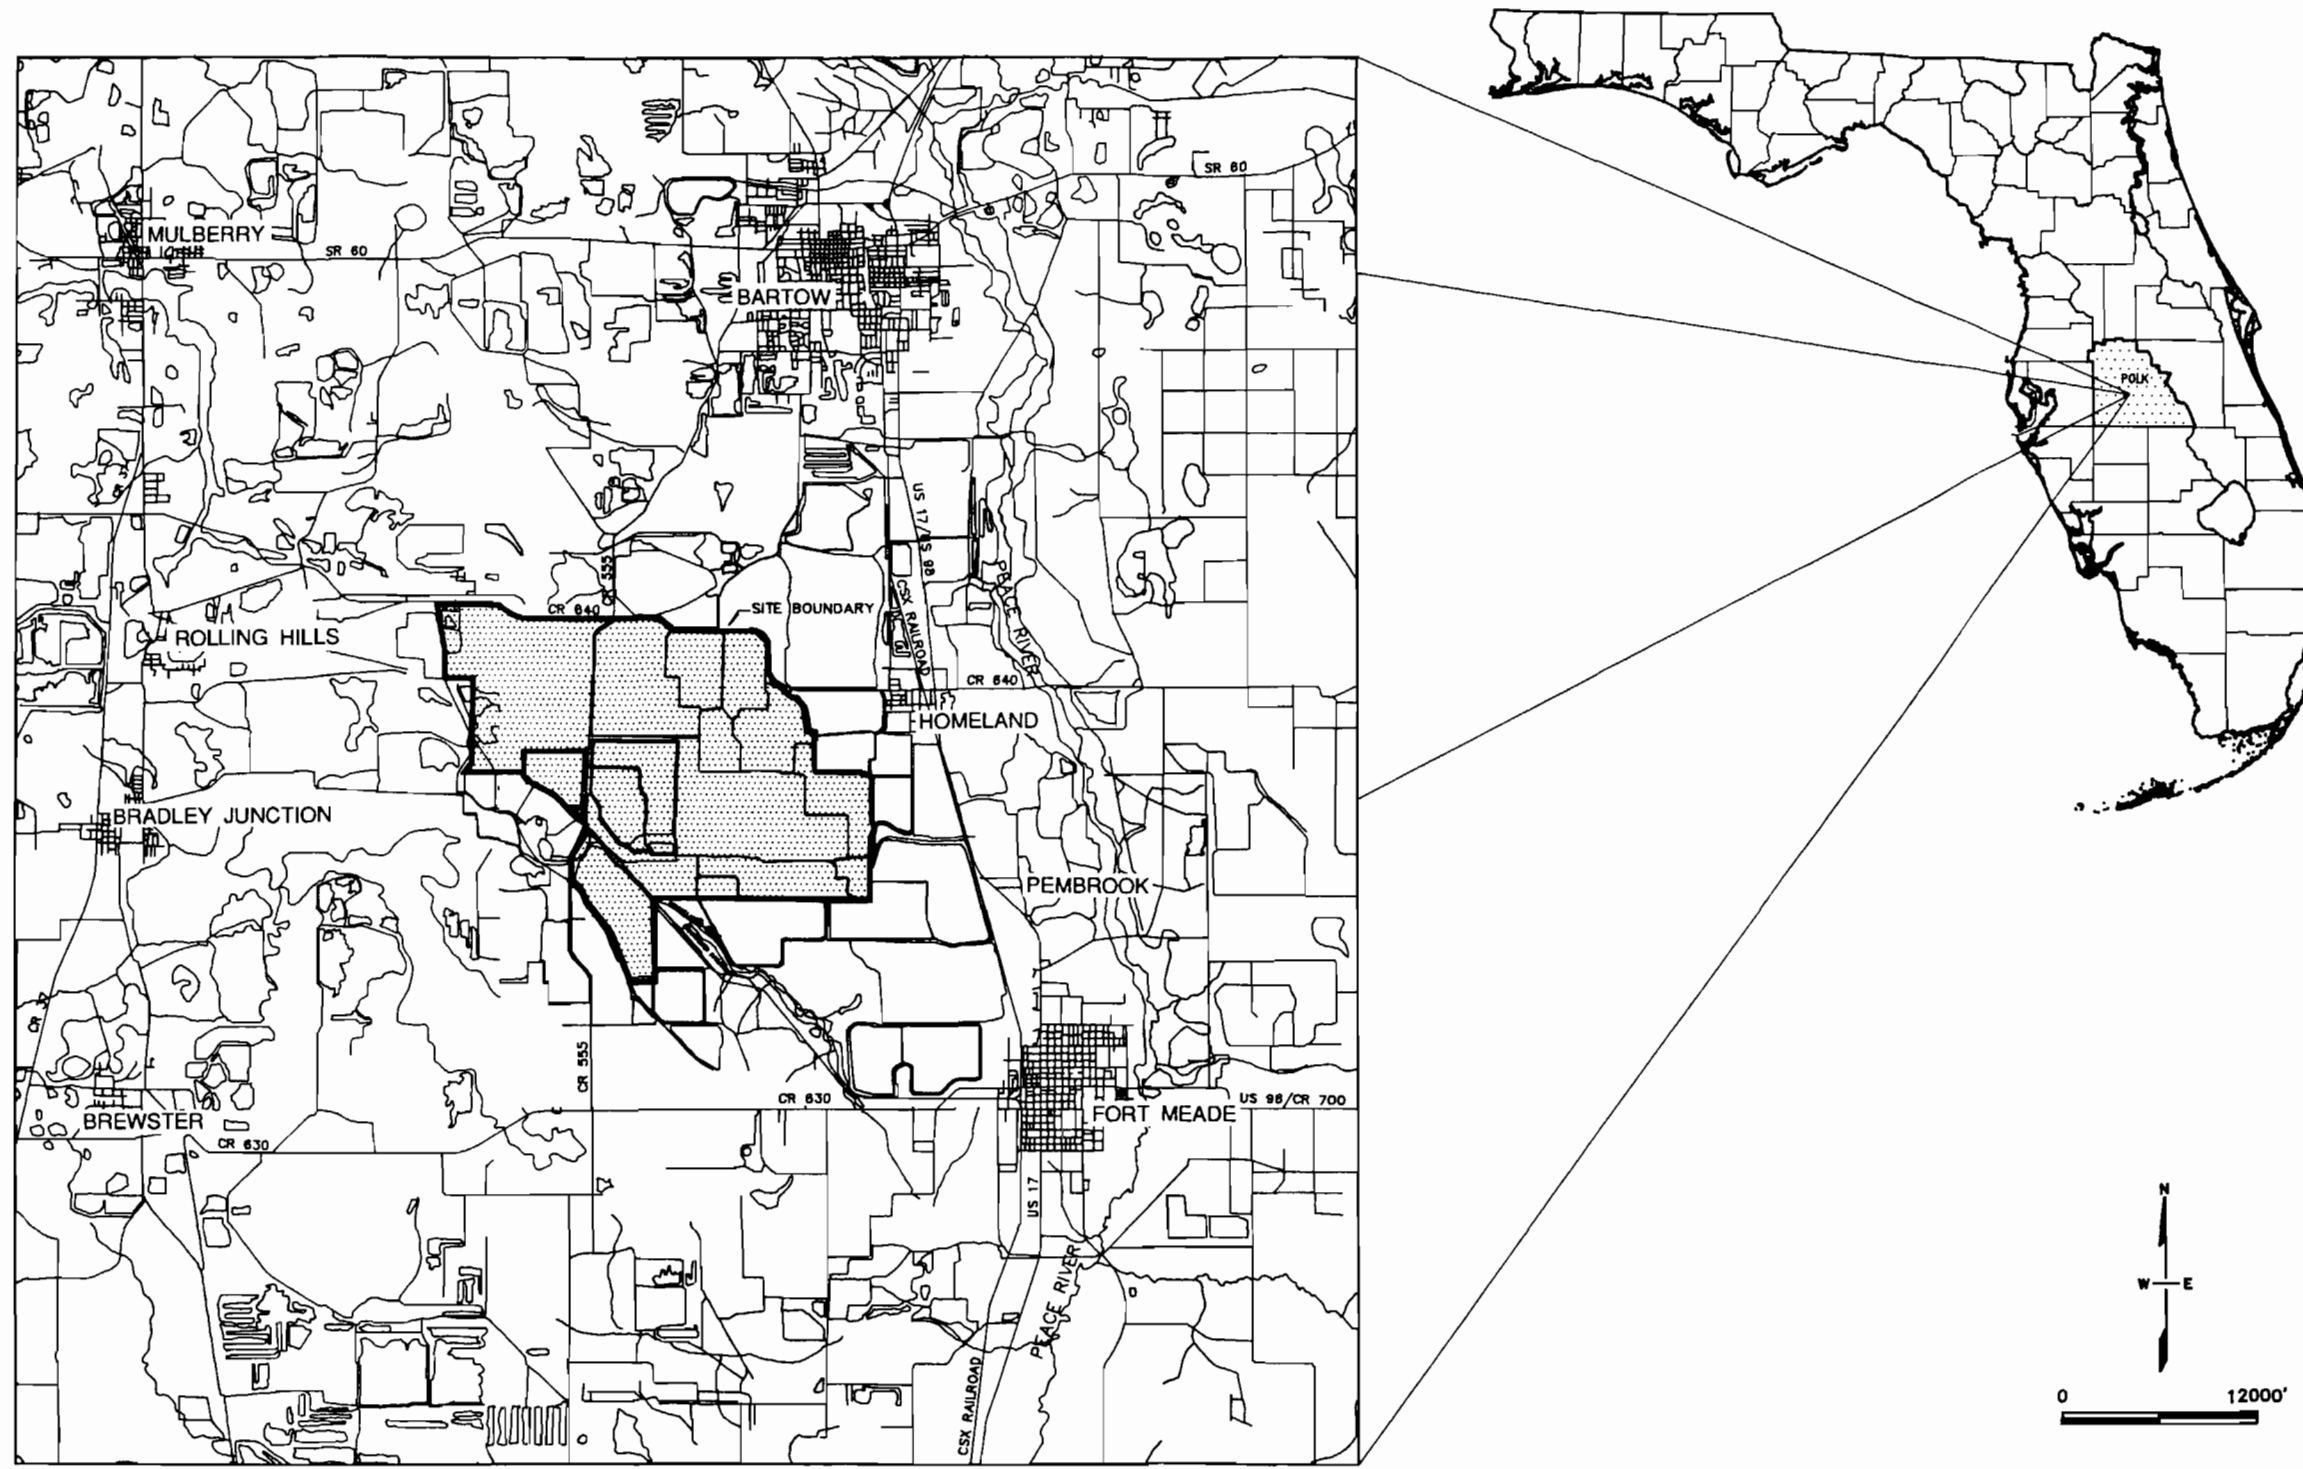 SR 60
MULBERRY
SR 60
BARTOW
POLK
US 17/US 98
CR 555
PEACE RIVER
CSX RAILROAD
CR 640
SITE BOUNDARY
ROLLING HILLS
CR 640
HOMELAND
BRADLEY JUNCTION
PEMBROOK
CR 555
CR 630
US 98/CR 700
FORT MEADE
BREWSTER
CR 630
US 17
PEACE RIVER
CSX RAILROAD
N
W E
0 12000'